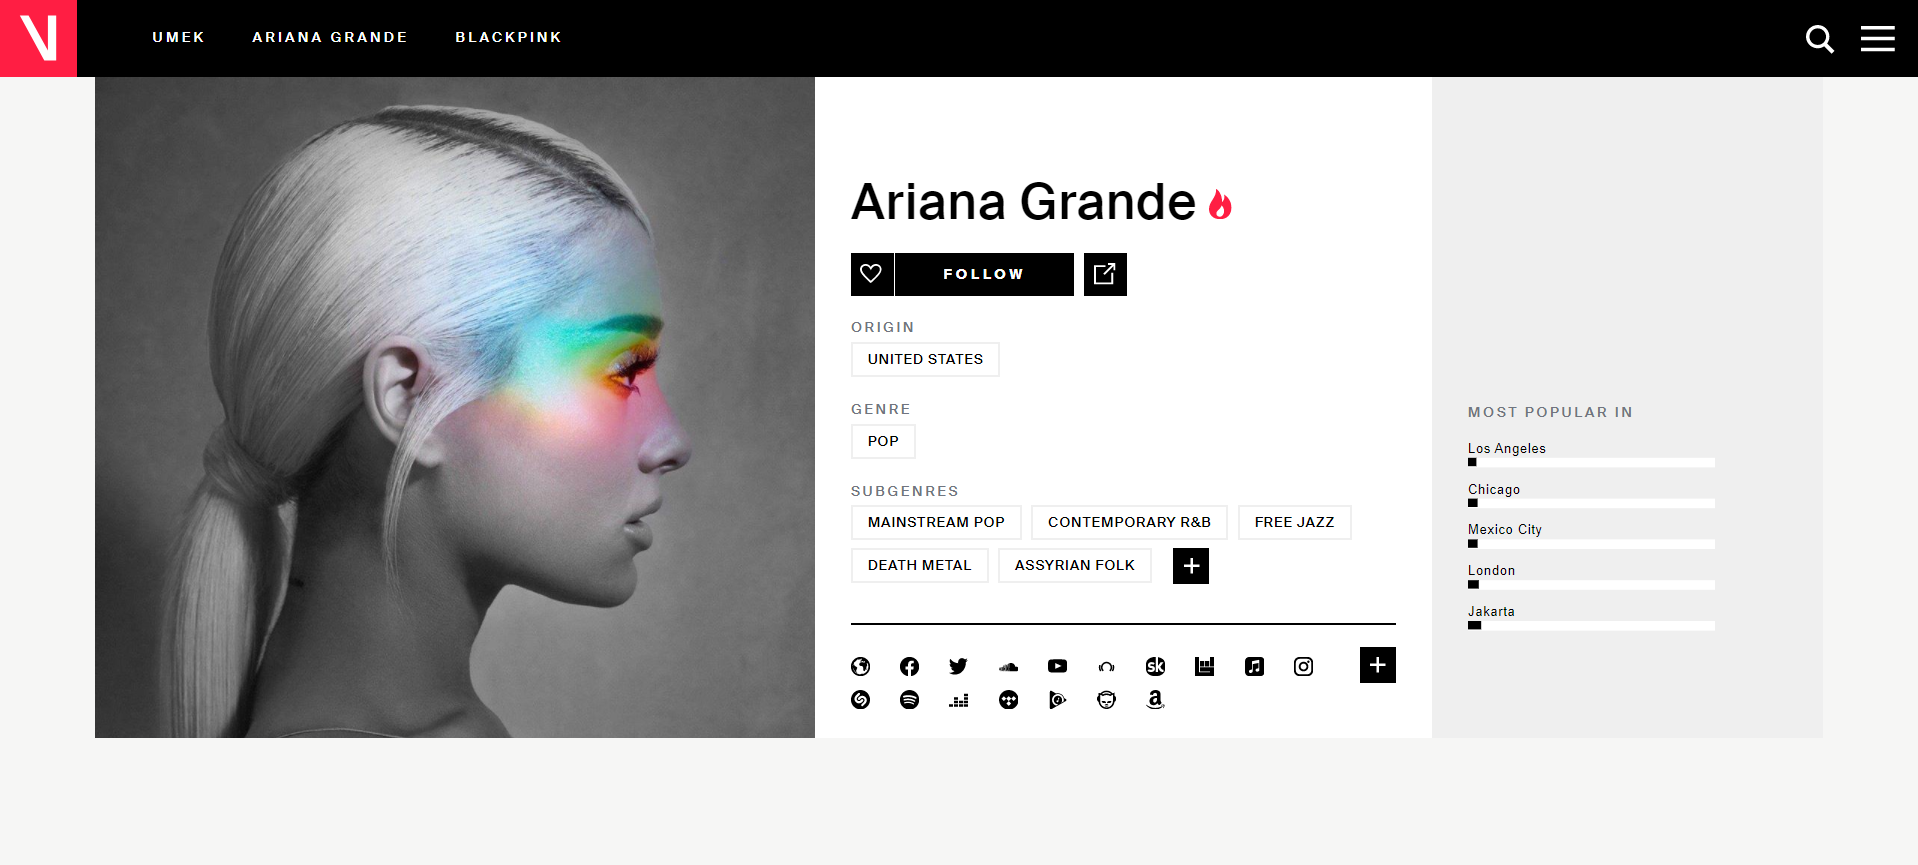 UMEK ARIANA GRANDE BLACKPINK
Ariana Grande
FOLLOW
ORIGIN
UNITED STATES
GENRE
POP
SUBGENRES
MAINSTREAM POP CONTEMPORARY R&B FREE JAZZ
DEATH METAL ASSYRIAN FOLK
MOST POPULAR IN
Los Angeles
Chicago
Mexico City
London
Jakarta